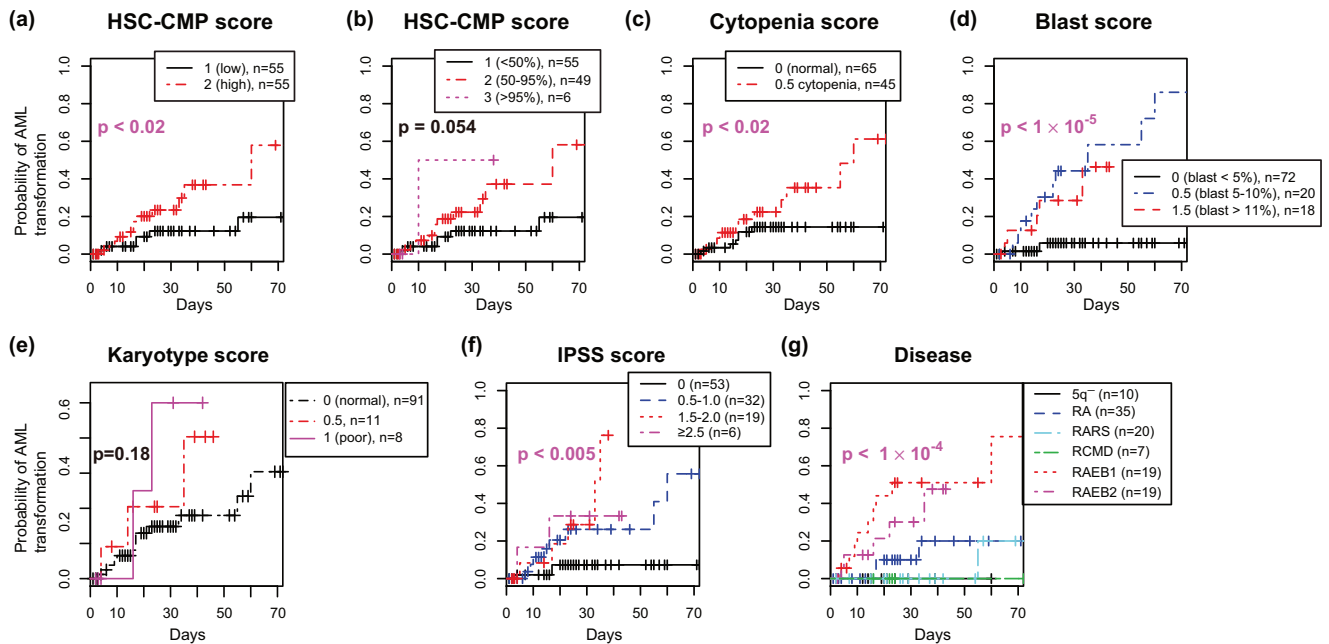 (a) HSC-CMP score
1 (low), n=55
2 (high), n=55
p < 0.02
Probability of AML
transformation
0.0 0.2 0.4 0.6 0.8 1.0
0 10 30 50 70
Days
(b) HSC-CMP score
1 (<50%), n=55
2 (50-95%), n=49
3 (>95%), n=6
p = 0.054
0.0 0.2 0.4 0.6 0.8 1.0
0 10 30 50 70
Days
(c) Cytopenia score
0 (normal), n=65
0.5 cytopenia, n=45
p < 0.02
0.0 0.2 0.4 0.6 0.8 1.0
0 10 30 50 70
Days
(d) Blast score
p < 1 × 10-5
0 (blast < 5%), n=72
0.5 (blast 5-10%), n=20
1.5 (blast > 11%), n=18
0.0 0.2 0.4 0.6 0.8 1.0
0 10 30 50 70
Days
(e) Karyotype score
0 (normal), n=91
0.5, n=11
1 (poor), n=8
p=0.18
Probability of AML
transformation
0.0 0.2 0.4 0.6
0 10 30 50 70
Days
(f) IPSS score
0 (n=53)
0.5-1.0 (n=32)
1.5-2.0 (n=19)
≥2.5 (n=6)
p < 0.005
0.0 0.2 0.4 0.6 0.8 1.0
0 10 30 50 70
Days
(g) Disease
5q− (n=10)
RA (n=35)
RARS (n=20)
RCMD (n=7)
RAEB1 (n=19)
RAEB2 (n=19)
p < 1 × 10-4
0.0 0.2 0.4 0.6 0.8 1.0
0 10 30 50 70
Days